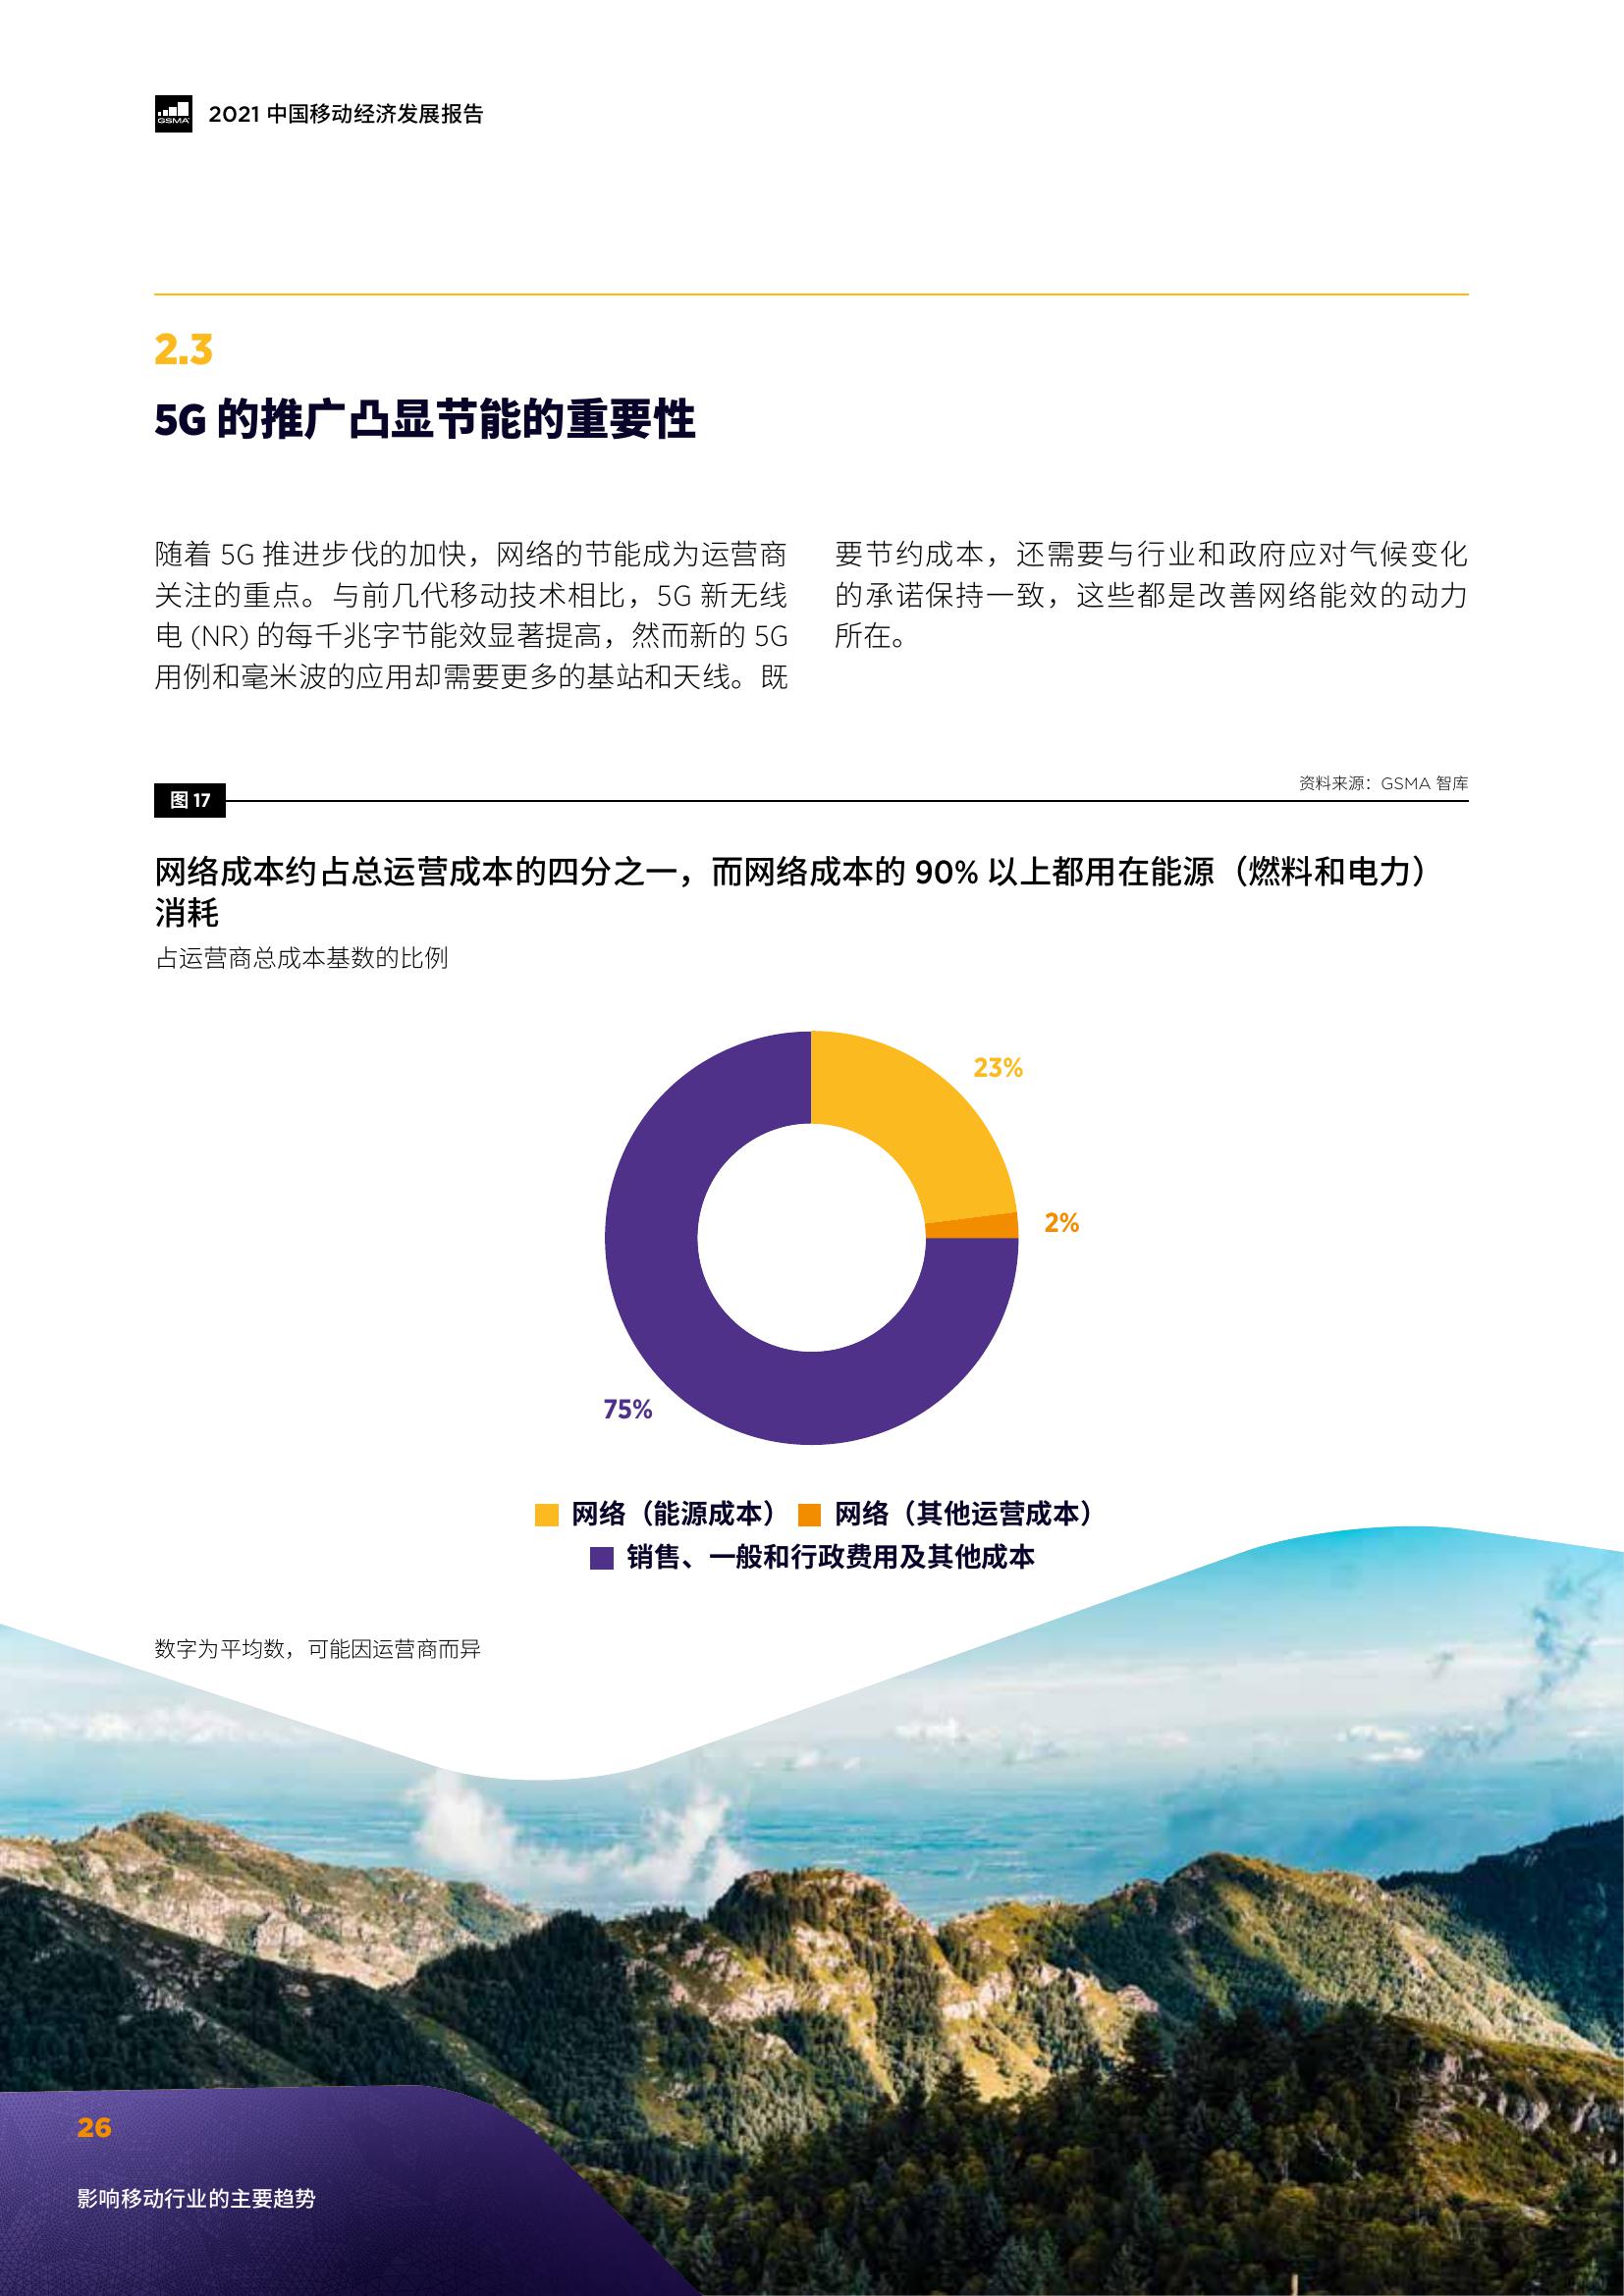 GSMA
2021 中国移动经济发展报告
2.3
5G 的推广凸显节能的重要性
随着 5G 推进步伐的加快，网络的节能成为运营商
关注的重点。与前几代移动技术相比，5G 新无线
电 (NR) 的每千兆字节能效显著提高，然而新的 5G
用例和毫米波的应用却需要更多的基站和天线。既
要节约成本，还需要与行业和政府应对气候变化
的承诺保持一致，这些都是改善网络能效的动力
所在。
资料来源：GSMA 智库
图 17
网络成本约占总运营成本的四分之一，而网络成本的 90% 以上都用在能源（燃料和电力）
消耗
占运营商总成本基数的比例
23%
2%
75%
网络（能源成本） 网络（其他运营成本）
销售、一般和行政费用及其他成本
数字为平均数，可能因运营商而异
26
影响移动行业的主要趋势